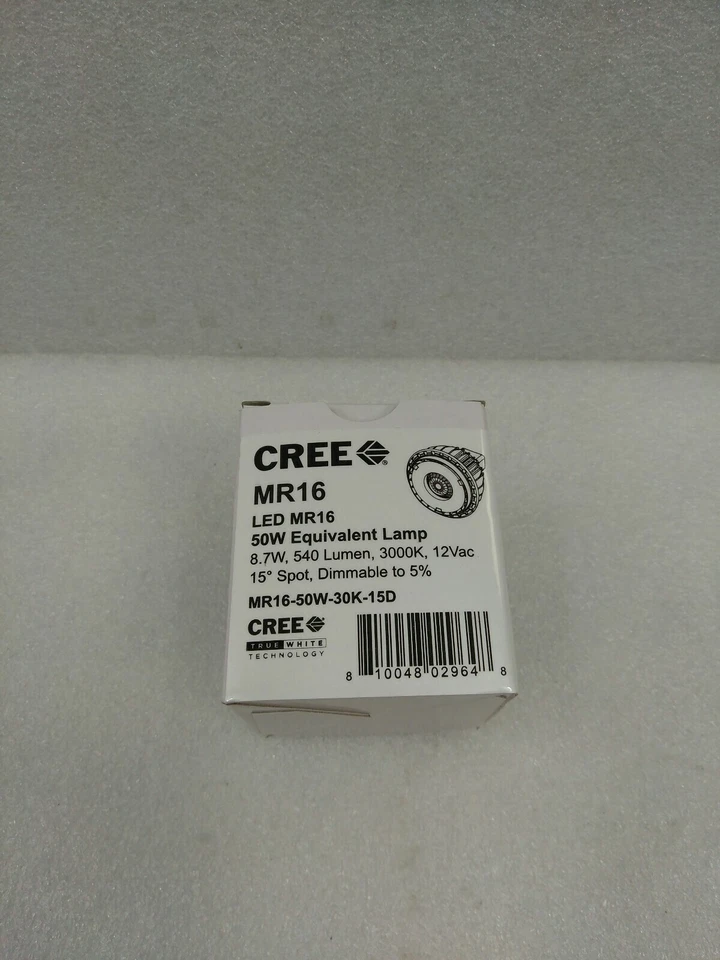 CREE
MR16
LED MR16
50W Equivalent Lamp
8.7W, 540 Lumen, 3000K, 12Vac
15° Spot, Dimmable to 5%
MR16-50W-30K-15D
CREE
TRUE WHITE
TECHNOLOGY
8 10048 02964 8